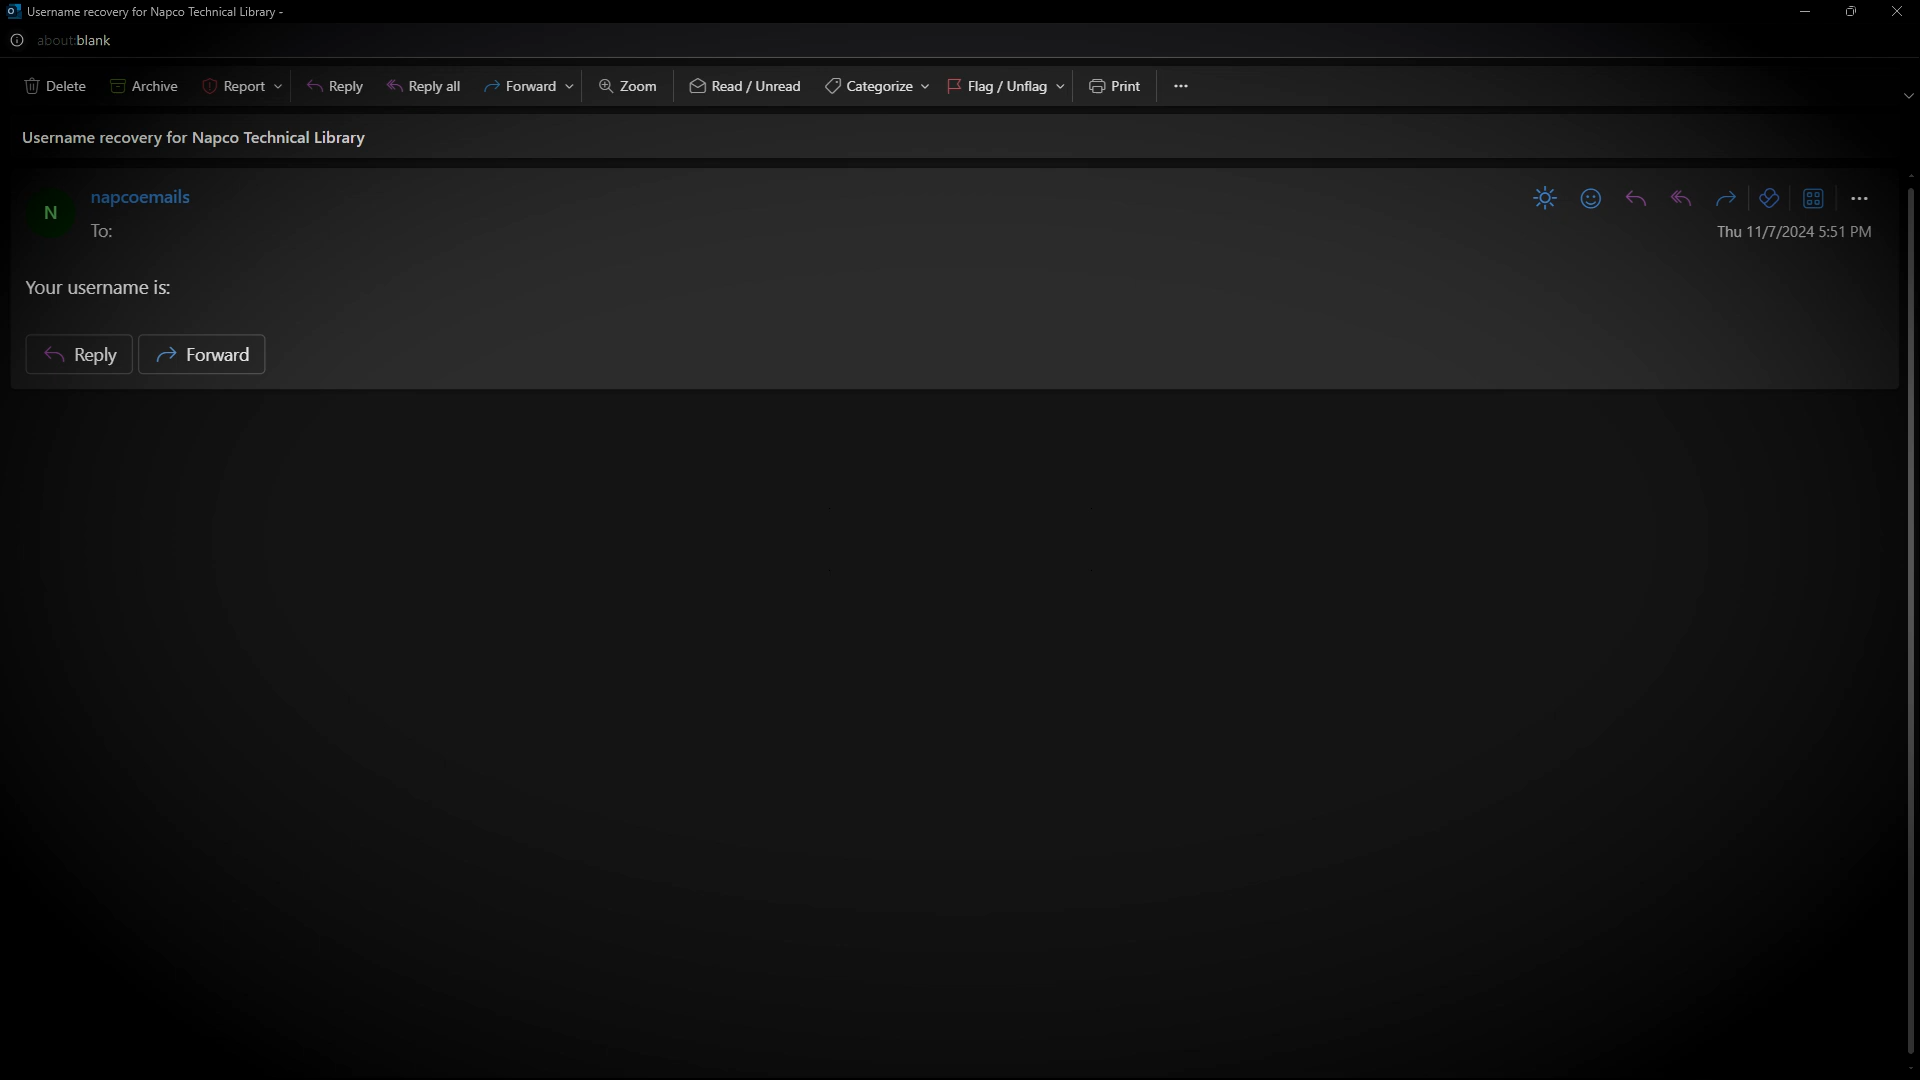 Username recovery for Napco Technical Library -
about:blank
Delete Archive Report Reply Reply all Forward Zoom Read / Unread Categorize Flag / Unflag Print
Username recovery for Napco Technical Library
N
napcoemails
To:
Thu 11/7/2024 5:51 PM
Your username is:
Reply Forward